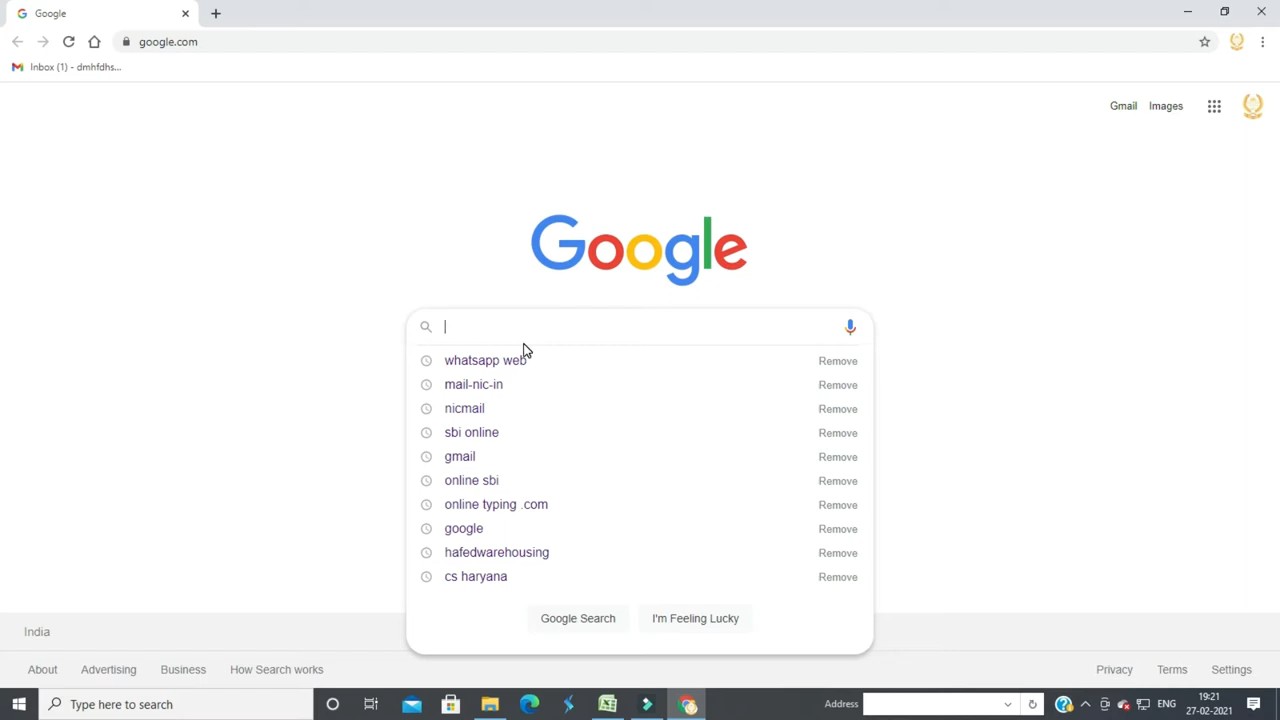 Google
google.com
Inbox (1) - dmhfdhs...
Gmail Images
Google
whatsapp web Remove
mail-nic-in Remove
nicmail Remove
sbi online Remove
gmail Remove
online sbi Remove
online typing .com Remove
google Remove
hafedwarehousing Remove
cs haryana Remove
Google Search I'm Feeling Lucky
India
About Advertising Business How Search works Privacy Terms Settings
Type here to search Address ENG 19:21
27-02-2021